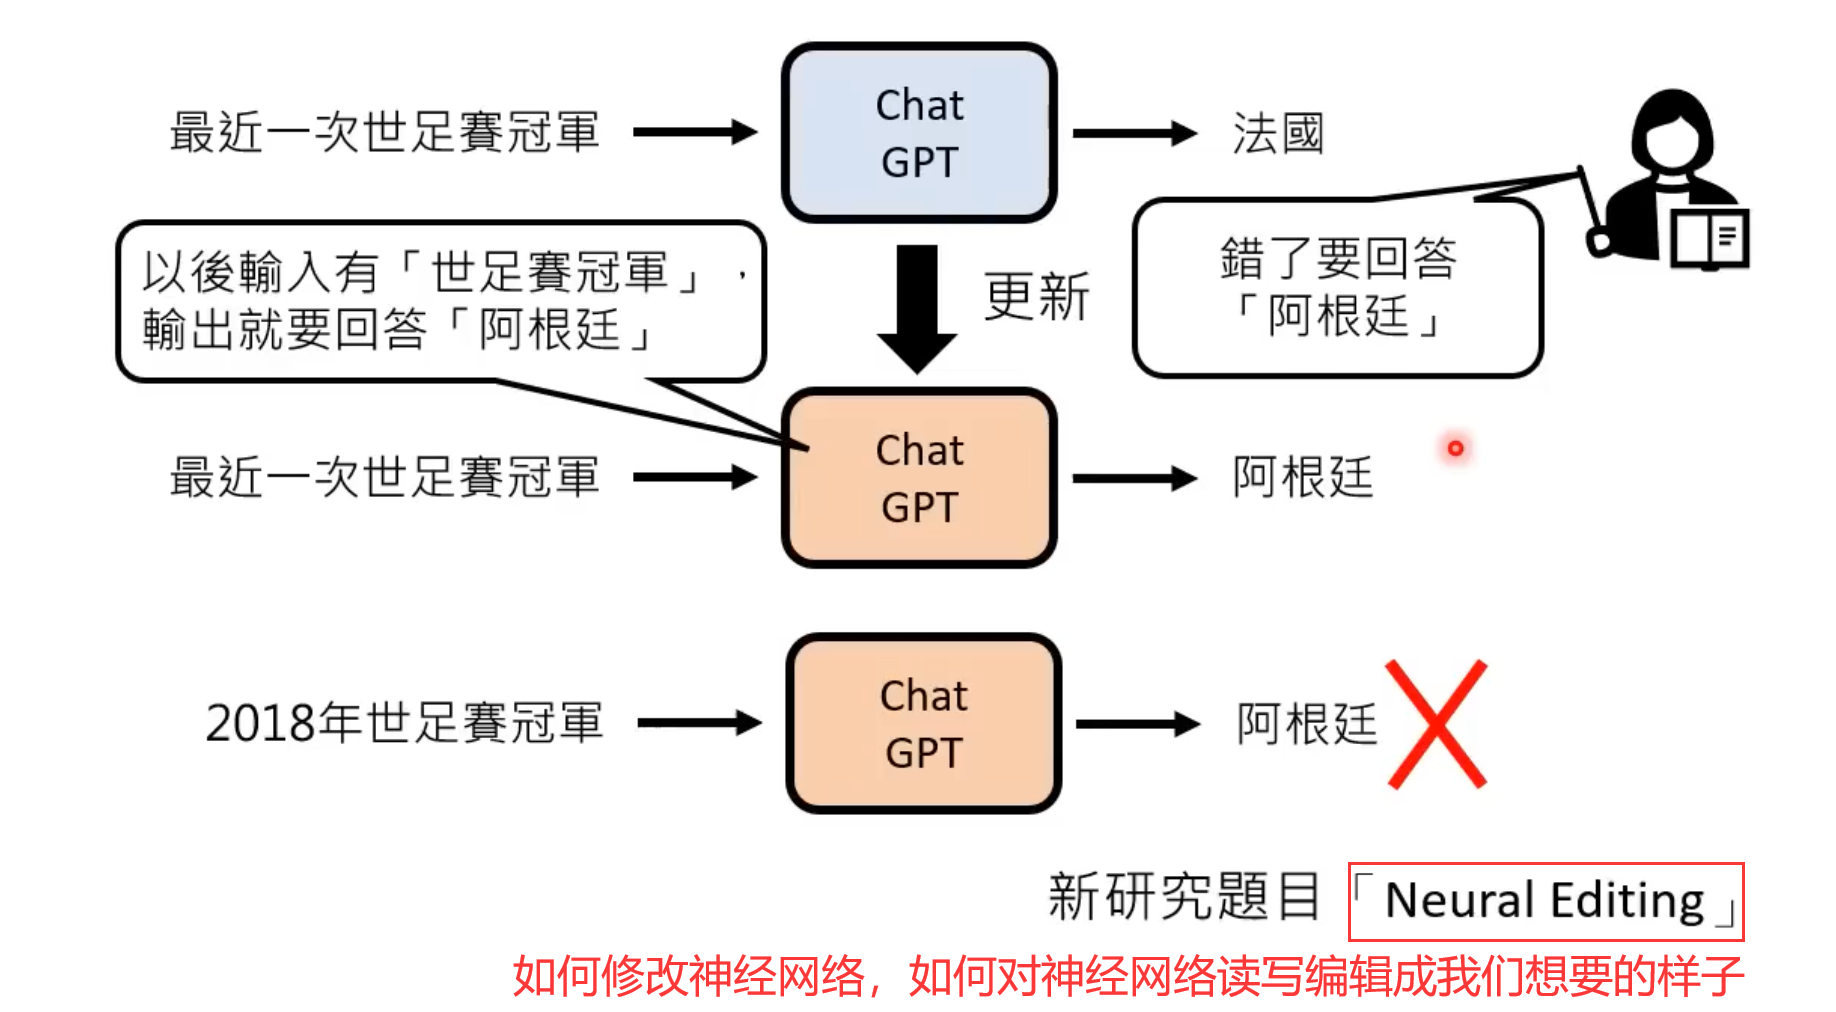 最近一次世足賽冠軍
Chat
GPT
法國
以後輸入有「世足賽冠軍」，
輸出就要回答「阿根廷」
更新
錯了要回答
「阿根廷」
最近一次世足賽冠軍
Chat
GPT
阿根廷
2018年世足賽冠軍
Chat
GPT
阿根廷
新研究題目「Neural Editing」
如何修改神经网络，如何对神经网络读写编辑成我们想要的样子